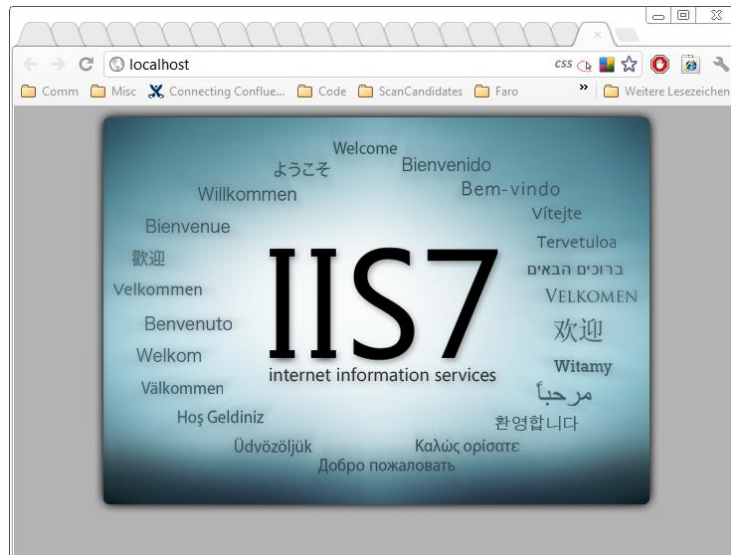 localhost
css
Comm Misc Connecting Conflue... Code ScanCandidates Faro » Weitere Lesezeichen
Welcome
ようこそ
Bienvenido
Willkommen
Bem-vindo
Bienvenue
Vítejte
歡迎
Tervetuloa
ברוכים הבאים
Velkommen
VELKOMEN
IIS7
internet information services
Benvenuto
欢迎
Welkom
Witamy
Välkommen
مرحباً
Hoş Geldiniz
환영합니다
Üdvözöljük
Καλώς ορίσατε
Добро пожаловать